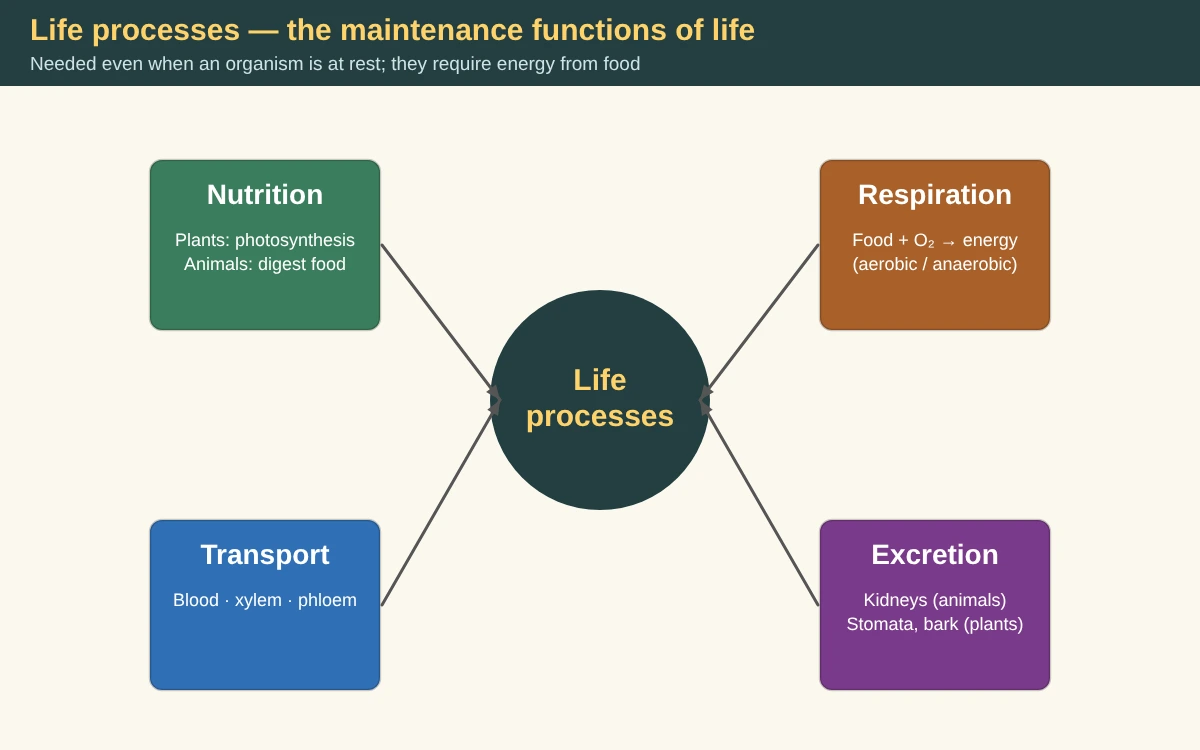 Life processes — the maintenance functions of life
Needed even when an organism is at rest; they require energy from food
Nutrition
Plants: photosynthesis
Animals: digest food
Respiration
Food + O₂ → energy
(aerobic / anaerobic)
Life
processes
Transport
Blood · xylem · phloem
Excretion
Kidneys (animals)
Stomata, bark (plants)